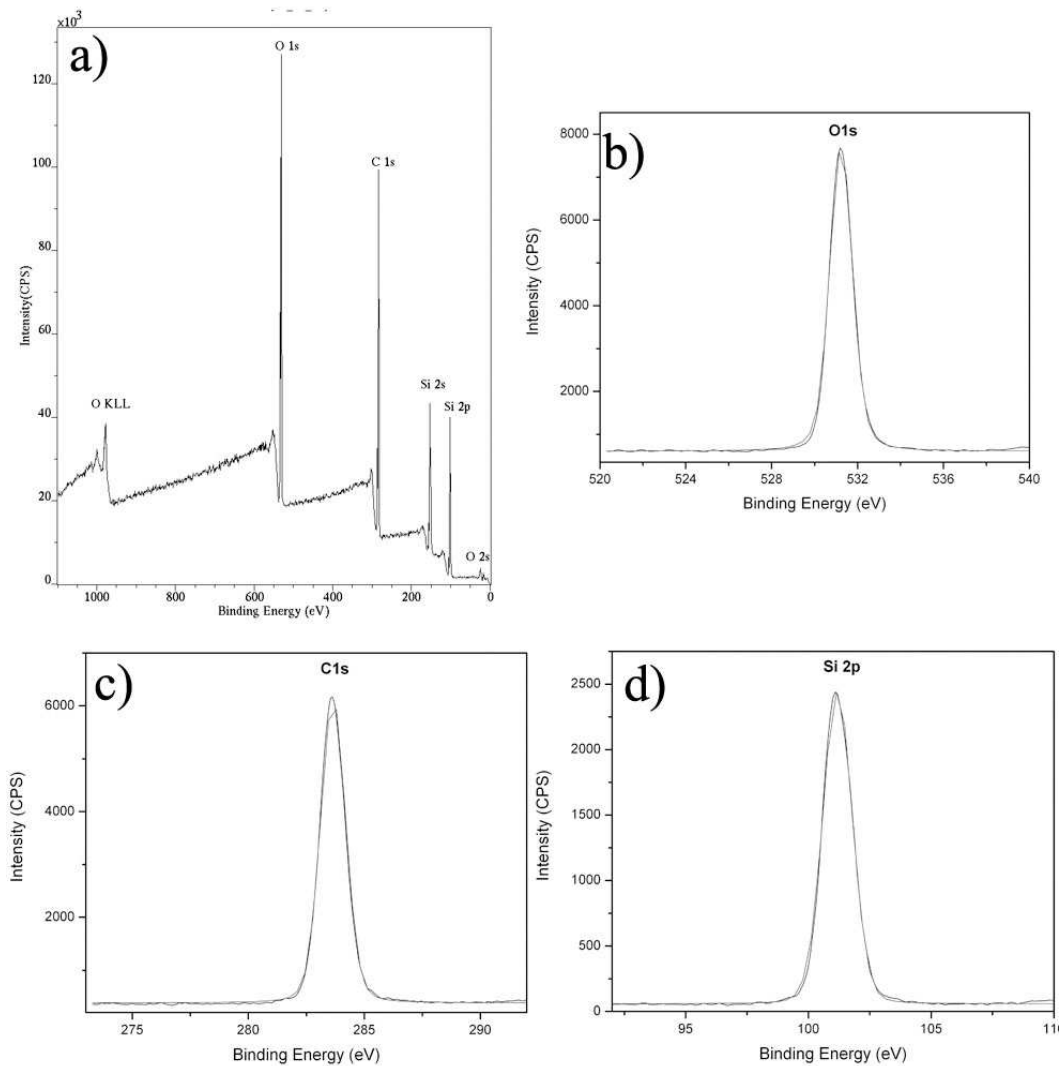 a)
x10³
Intensity(CPS)
120
100
80
60
40
20
0
O KLL
O 1s
C 1s
Si 2s
Si 2p
O 2s
1000 800 600 400 200 0
Binding Energy (eV)
b)
O1s
Intensity (CPS)
8000
6000
4000
2000
520 524 528 532 536 540
Binding Energy (eV)
c)
C1s
Intensity (CPS)
6000
4000
2000
275 280 285 290
Binding Energy (eV)
d)
Si 2p
Intensity (CPS)
2500
2000
1500
1000
500
0
95 100 105 110
Binding Energy (eV)